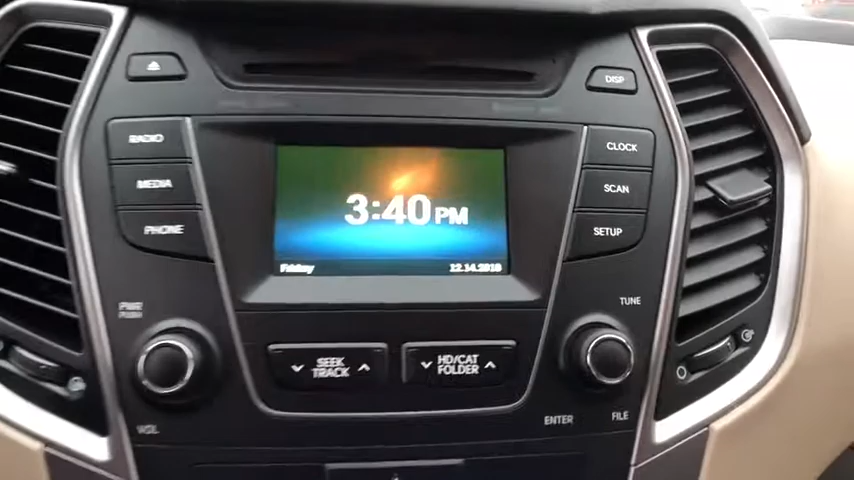 DISP
RADIO
CLOCK
MEDIA
SCAN
PHONE
SETUP
3:40PM
Friday
12.14.2018
PWR
PUSH
TUNE
SEEK
TRACK
HD/CAT
FOLDER
VOL
ENTER
FILE